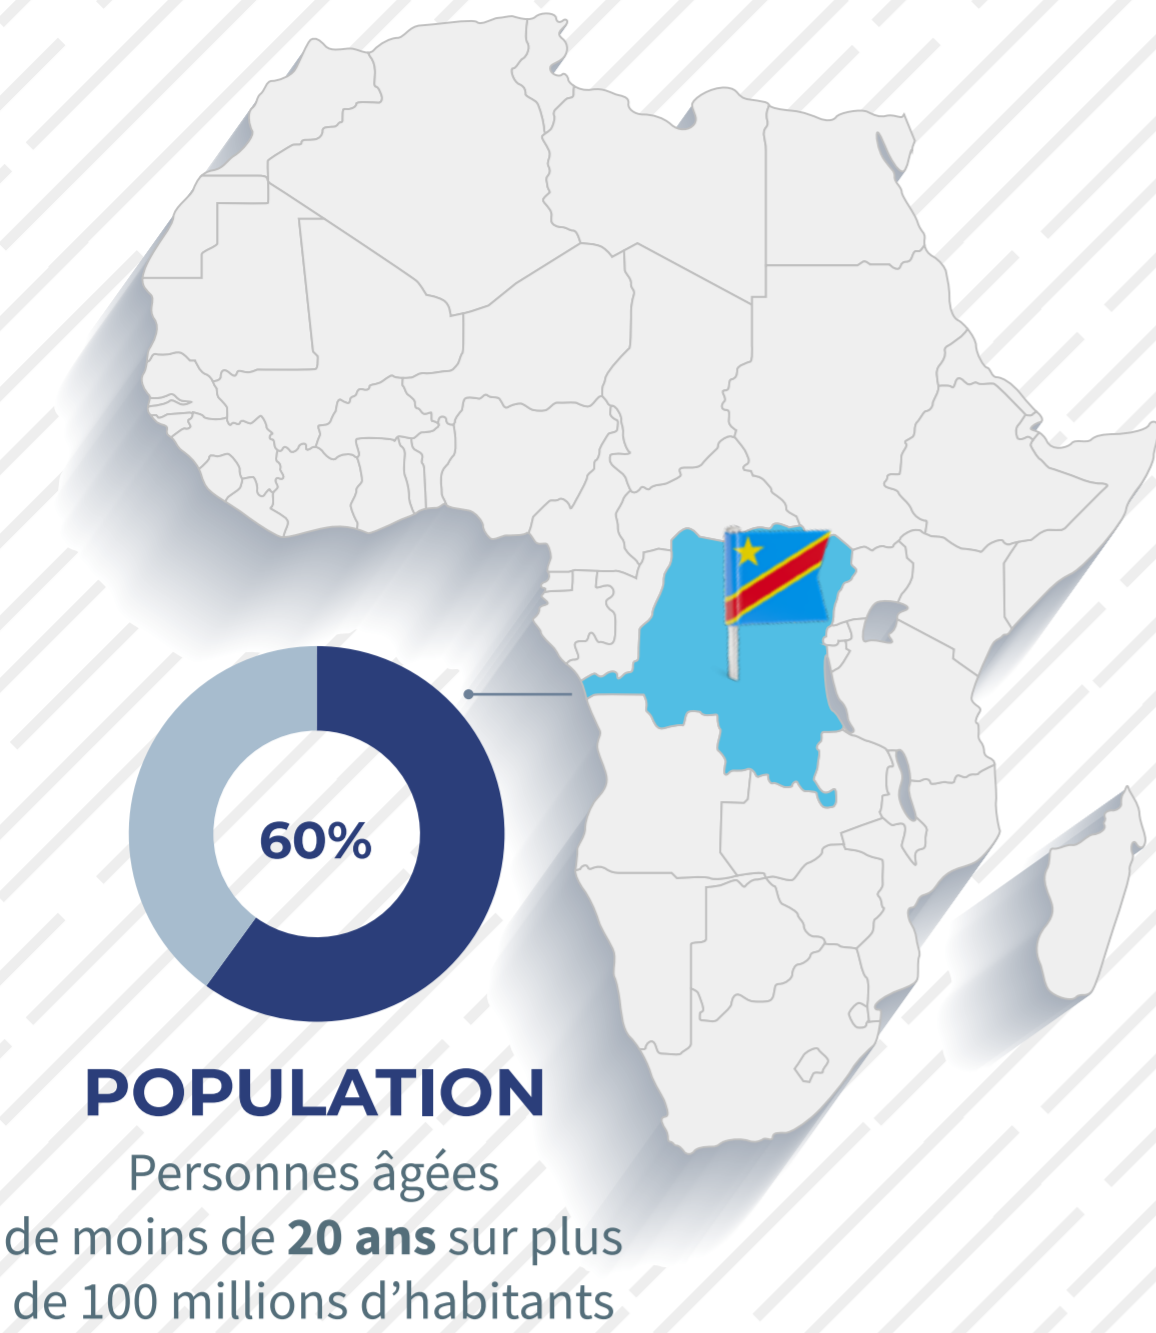 60%
POPULATION
Personnes âgées
de moins de 20 ans sur plus
de 100 millions d’habitants